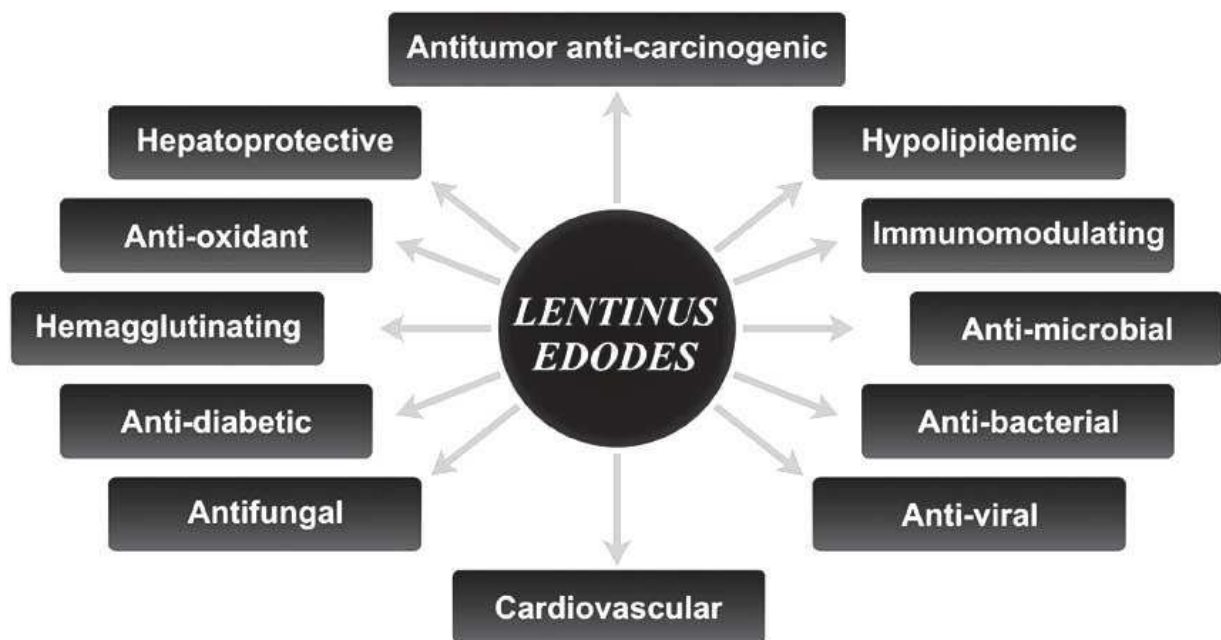 Antitumor anti-carcinogenic
Hepatoprotective
Hypolipidemic
Anti-oxidant
Immunomodulating
Hemagglutinating
LENTINUS
EDODES
Anti-microbial
Anti-diabetic
Anti-bacterial
Antifungal
Anti-viral
Cardiovascular